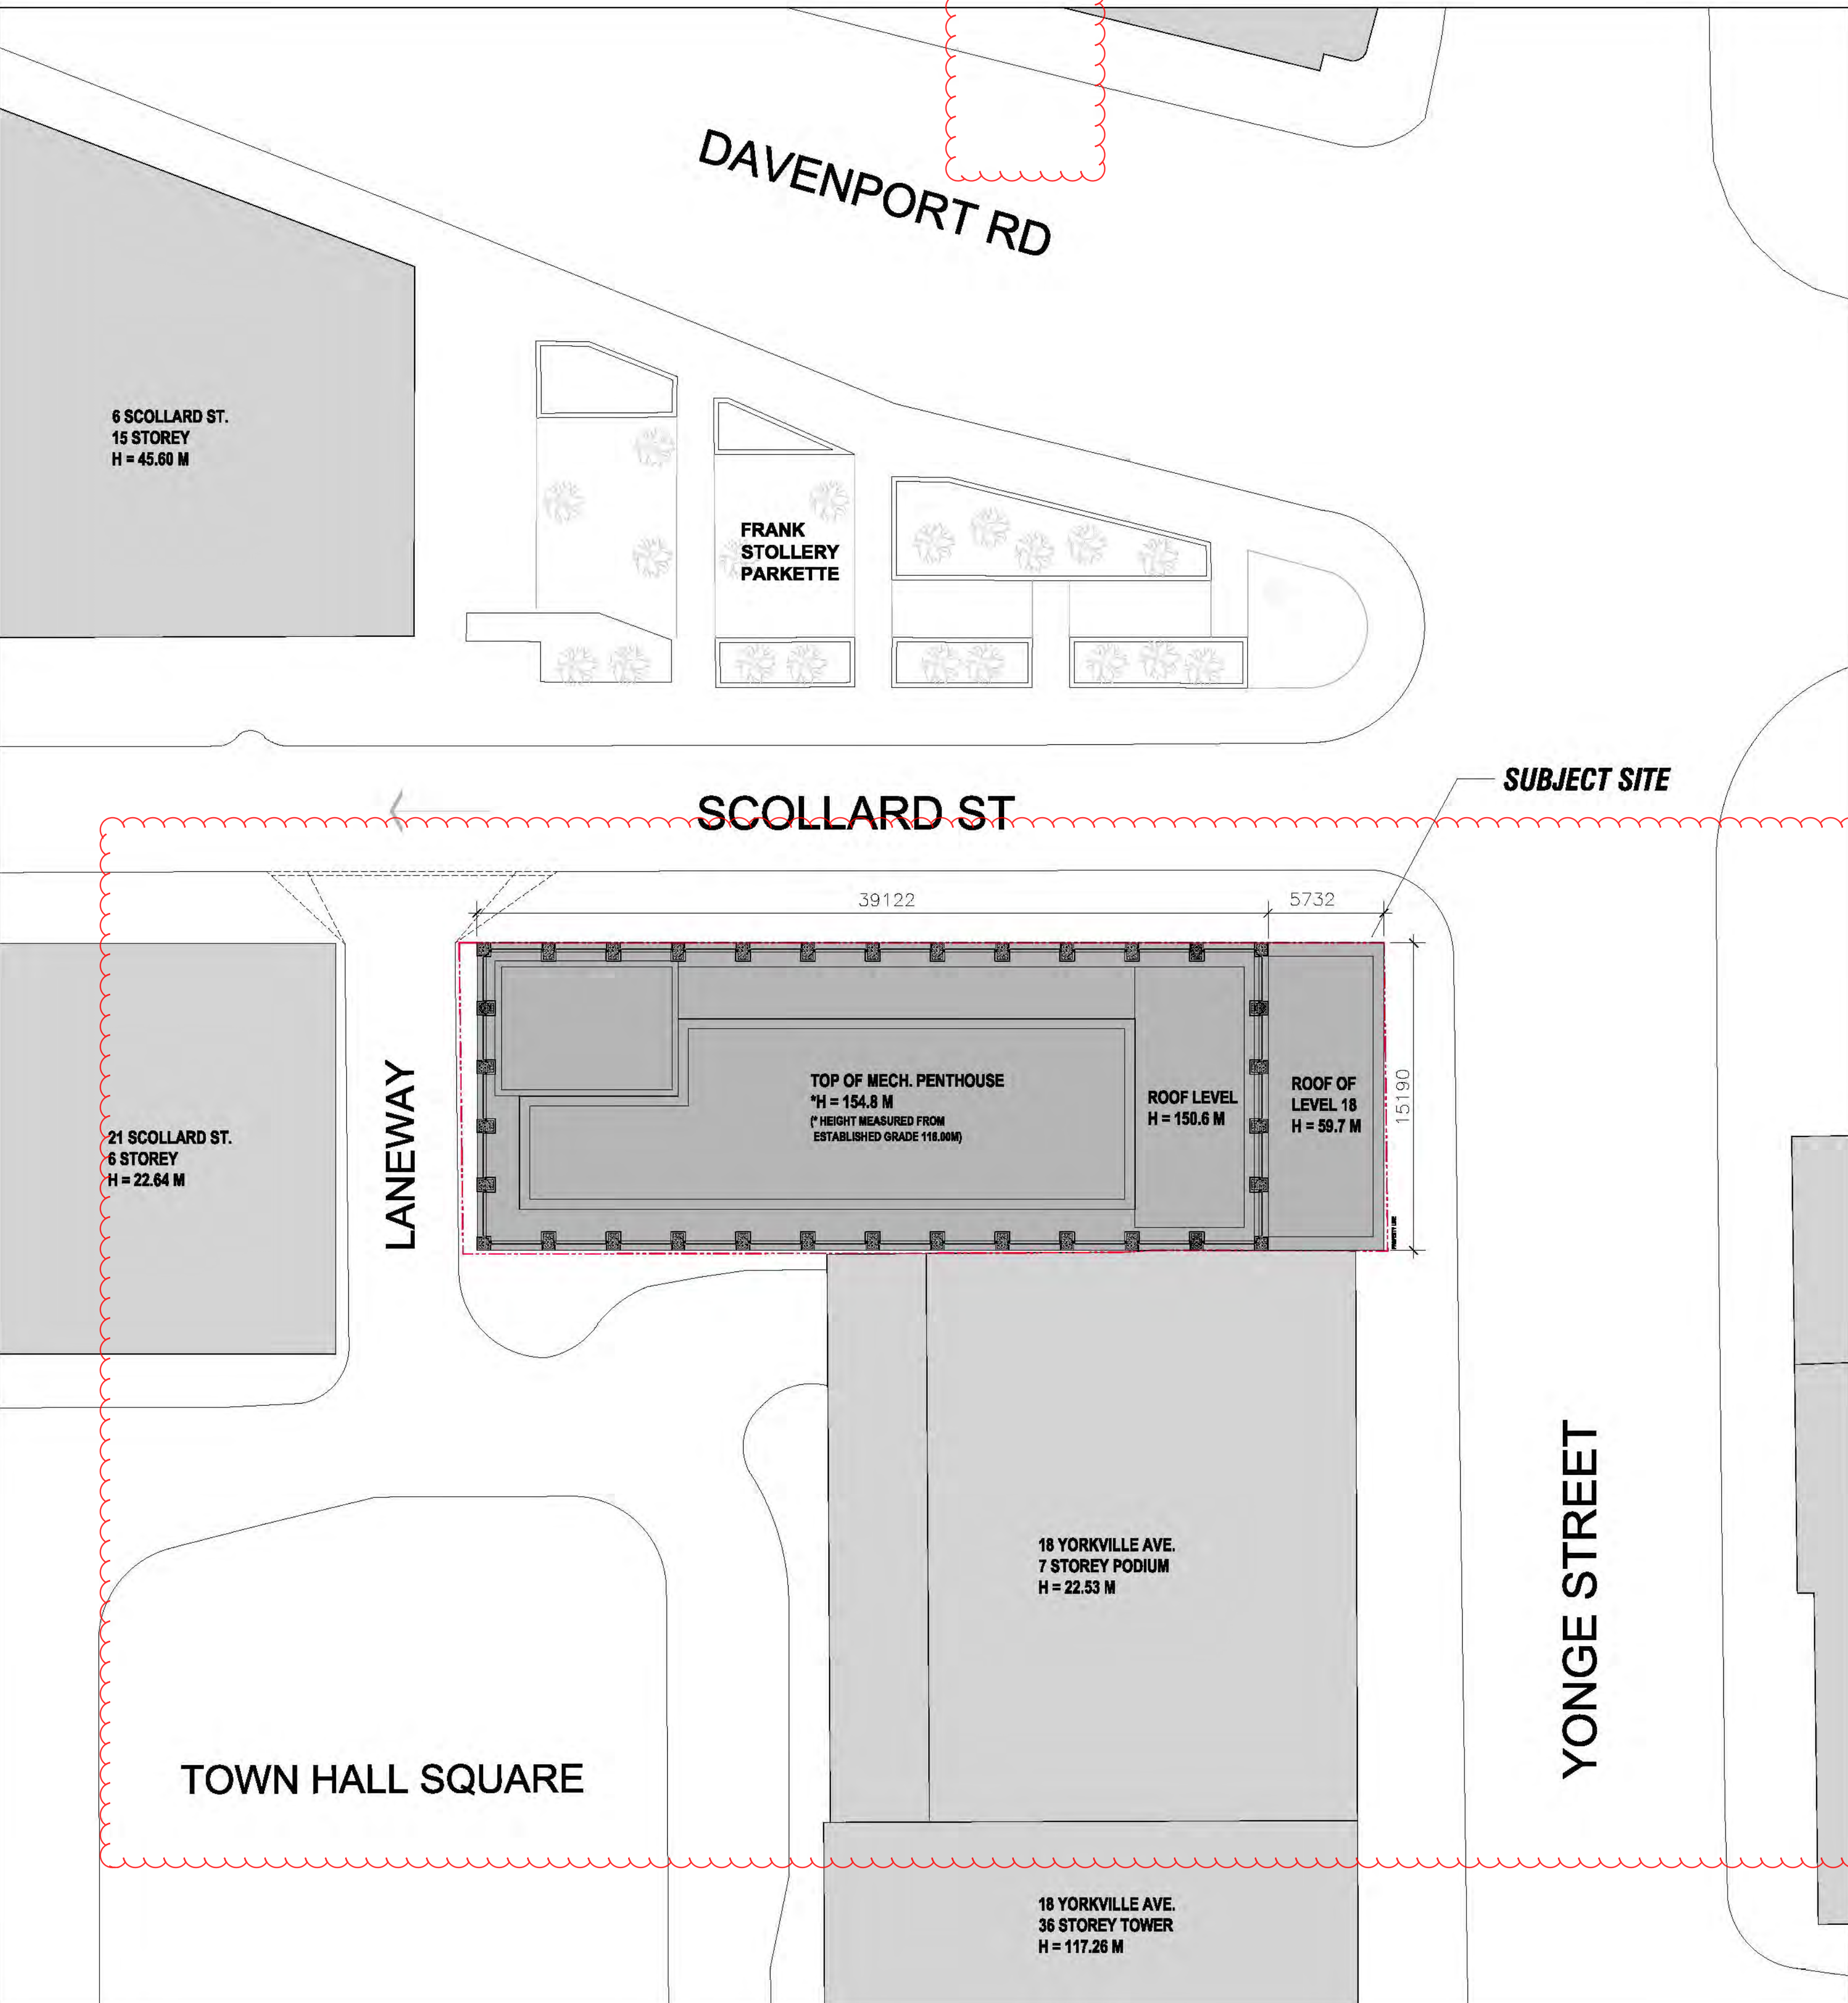 DAVENPORT RD
6 SCOLLARD ST.
15 STOREY
H = 45.60 M
FRANK
STOLLERY
PARKETTE
SUBJECT SITE
SCOLLARD ST
39122
5732
15190
TOP OF MECH. PENTHOUSE
*H = 154.8 M
(* HEIGHT MEASURED FROM
ESTABLISHED GRADE 116.00M)
ROOF LEVEL
H = 150.6 M
ROOF OF
LEVEL 18
H = 59.7 M
PROPERTY LINE
LANEWAY
21 SCOLLARD ST.
6 STOREY
H = 22.64 M
18 YORKVILLE AVE.
7 STOREY PODIUM
H = 22.53 M
YONGE STREET
TOWN HALL SQUARE
18 YORKVILLE AVE.
36 STOREY TOWER
H = 117.26 M